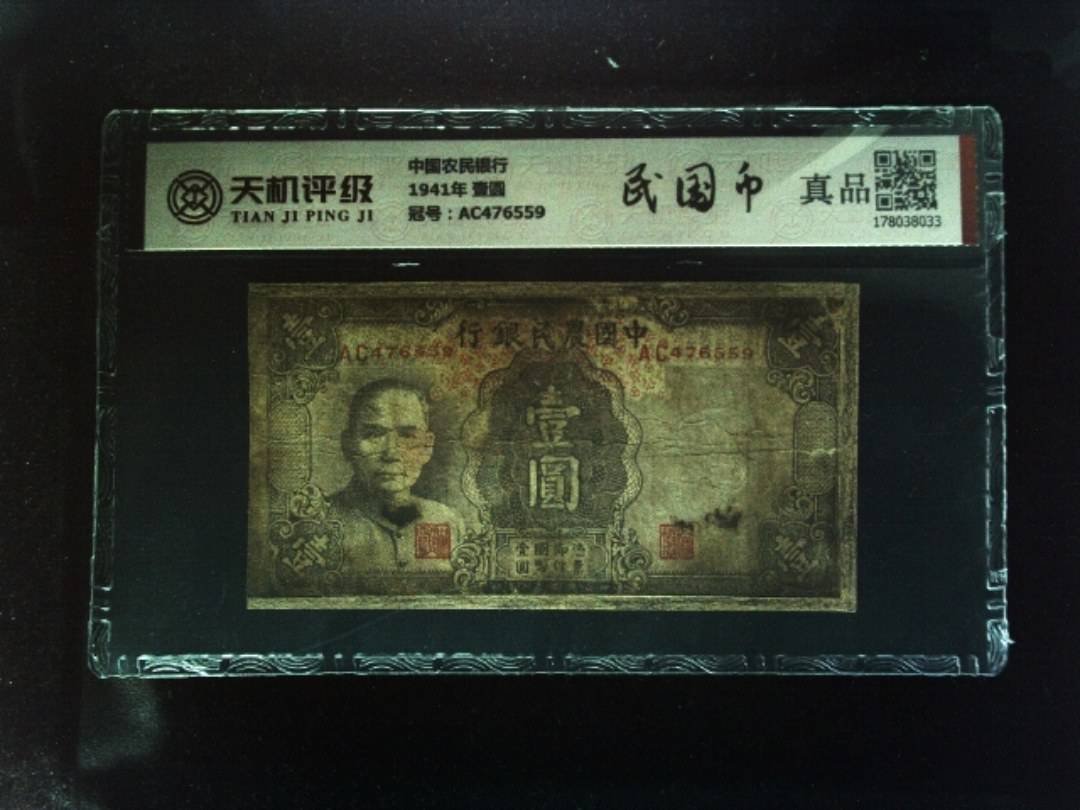 天机评级
TIAN JI PING JI
中国农民银行
1941年 壹圆
冠号：AC476559
民国币
真品
178038033
行銀民農國中
AC476559 AC476559
壹
圓
壹
壹